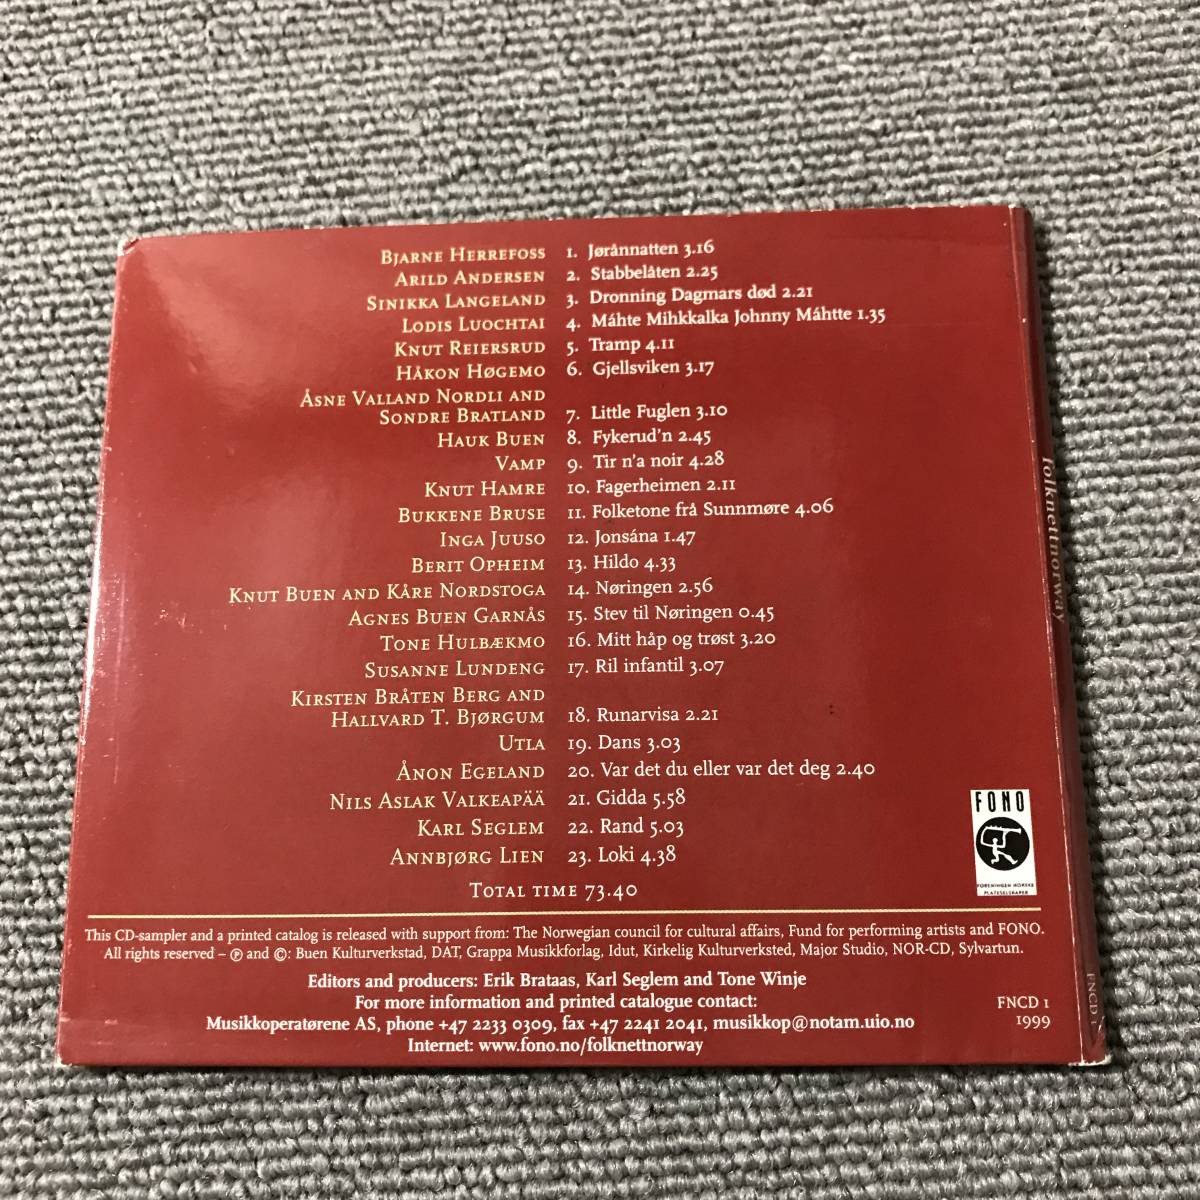 BJARNE HERREFOSS 1. Jørånnatten 3.16
ARILD ANDERSEN 2. Stabbelåten 2.25
SINIKKA LANGELAND 3. Dronning Dagmars død 2.21
LODIS LUOCHTAI 4. Máhte Mihkkalka Johnny Máhtte 1.35
KNUT REIERSRUD 5. Tramp 4.11
HÅKON HØGEMO 6. Gjellsviken 3.17
ÅSNE VALLAND NORDLI AND
SONDRE BRATLAND 7. Little Fuglen 3.10
HAUK BUEN 8. Fykerud'n 2.45
VAMP 9. Tir n'a noir 4.28
KNUT HAMRE 10. Fagerheimen 2.11
BUKKENE BRUSE 11. Folketone frå Sunnmøre 4.06
INGA JUUSO 12. Jonsána 1.47
BERIT OPHEIM 13. Hildo 4.33
KNUT BUEN AND KÅRE NORDSTOGA 14. Nøringen 2.56
AGNES BUEN GARNÅS 15. Stev til Nøringen 0.45
TONE HULBÆKMO 16. Mitt håp og trøst 3.20
SUSANNE LUNDENG 17. Ril infantil 3.07
KIRSTEN BRÅTEN BERG AND
HALLVARD T. BJØRGUM 18. Runarvisa 2.21
UTLA 19. Dans 3.03
ÅNON EGELAND 20. Var det du eller var det deg 2.40
NILS ASLAK VALKEAPÄÄ 21. Gidda 5.58
KARL SEGLEM 22. Rand 5.03
ANNBJØRG LIEN 23. Loki 4.38
TOTAL TIME 73.40
FONO
FORENINGEN NORSKE
PLATESELSKAPER
This CD-sampler and a printed catalog is released with support from: The Norwegian council for cultural affairs, Fund for performing artists and FONO.
All rights reserved – ℗ and ©: Buen Kulturverkstad, DAT, Grappa Musikkforlag, Idut, Kirkelig Kulturverksted, Major Studio, NOR-CD, Sylvartun.
Editors and producers: Erik Brataas, Karl Seglem and Tone Winje
For more information and printed catalogue contact:
Musikkoperatørene AS, phone +47 2233 0309, fax +47 2241 2041, musikkop@notam.uio.no
Internet: www.fono.no/folknettnorway
FNCD 1
1999
folknettnorway
FNCD 1